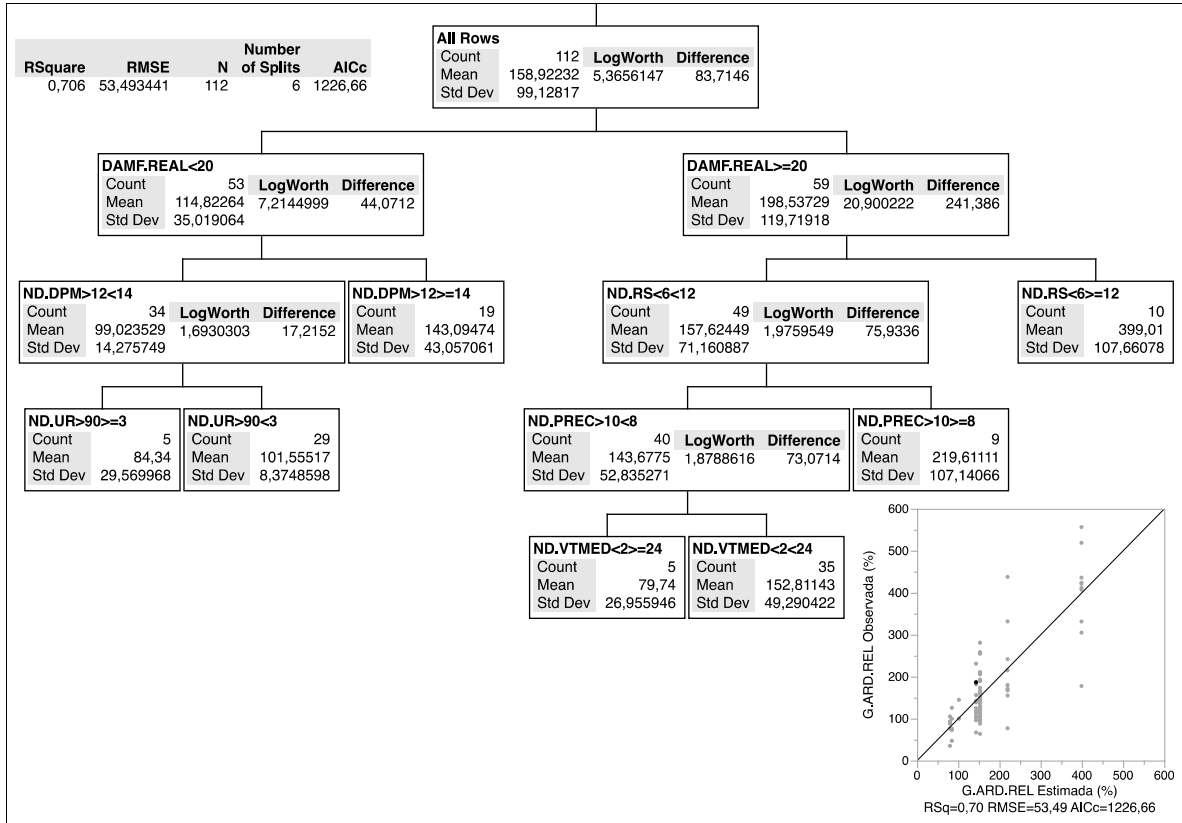 RSquare RMSE N Number of Splits AICc
0,706 53,493441 112 6 1226,66
All Rows
Count 112 LogWorth Difference
Mean 158,92232 5,3656147 83,7146
Std Dev 99,12817
DAMF.REAL<20
Count 53 LogWorth Difference
Mean 114,82264 7,2144999 44,0712
Std Dev 35,019064
DAMF.REAL>=20
Count 59 LogWorth Difference
Mean 198,53729 20,900222 241,386
Std Dev 119,71918
ND.DPM>12<14
Count 34 LogWorth Difference
Mean 99,023529 1,6930303 17,2152
Std Dev 14,275749
ND.DPM>12>=14
Count 19
Mean 143,09474
Std Dev 43,057061
ND.RS<6<12
Count 49 LogWorth Difference
Mean 157,62449 1,9759549 75,9336
Std Dev 71,160887
ND.RS<6>=12
Count 10
Mean 399,01
Std Dev 107,66078
ND.UR>90>=3
Count 5
Mean 84,34
Std Dev 29,569968
ND.UR>90<3
Count 29
Mean 101,55517
Std Dev 8,3748598
ND.PREC>10<8
Count 40 LogWorth Difference
Mean 143,6775 1,8788616 73,0714
Std Dev 52,835271
ND.PREC>10>=8
Count 9
Mean 219,61111
Std Dev 107,14066
ND.VTMED<2>=24
Count 5
Mean 79,74
Std Dev 26,955946
ND.VTMED<2<24
Count 35
Mean 152,81143
Std Dev 49,290422
G.ARD.REL Observada (%)
600
500
400
300
200
100
0
0 100 200 300 400 500 600
G.ARD.REL Estimada (%)
RSq=0,70 RMSE=53,49 AICc=1226,66